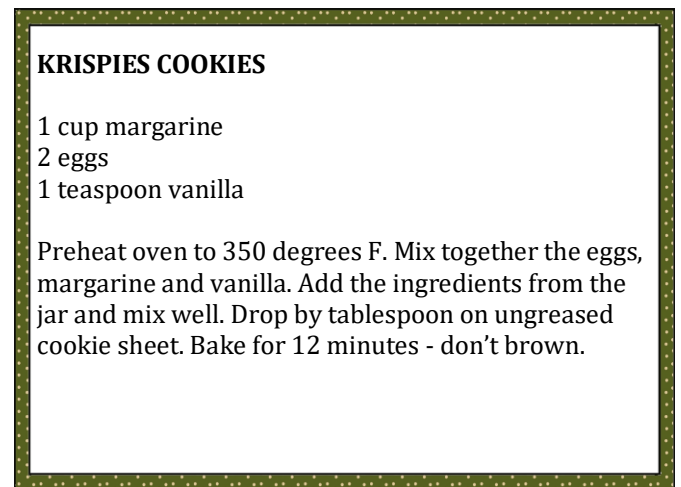 KRISPIES COOKIES
1 cup margarine
2 eggs
1 teaspoon vanilla
Preheat oven to 350 degrees F. Mix together the eggs,
margarine and vanilla. Add the ingredients from the
jar and mix well. Drop by tablespoon on ungreased
cookie sheet. Bake for 12 minutes - don’t brown.